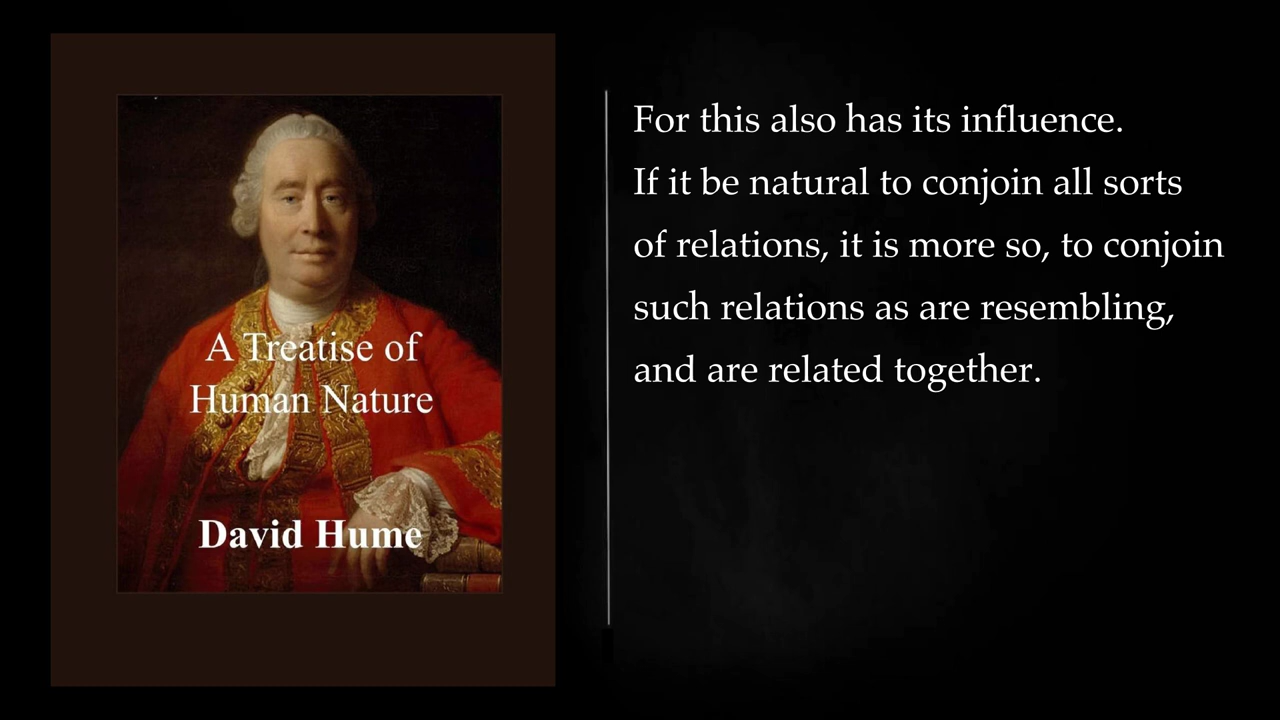 A Treatise of
Human Nature
David Hume
For this also has its influence.
If it be natural to conjoin all sorts
of relations, it is more so, to conjoin
such relations as are resembling,
and are related together.